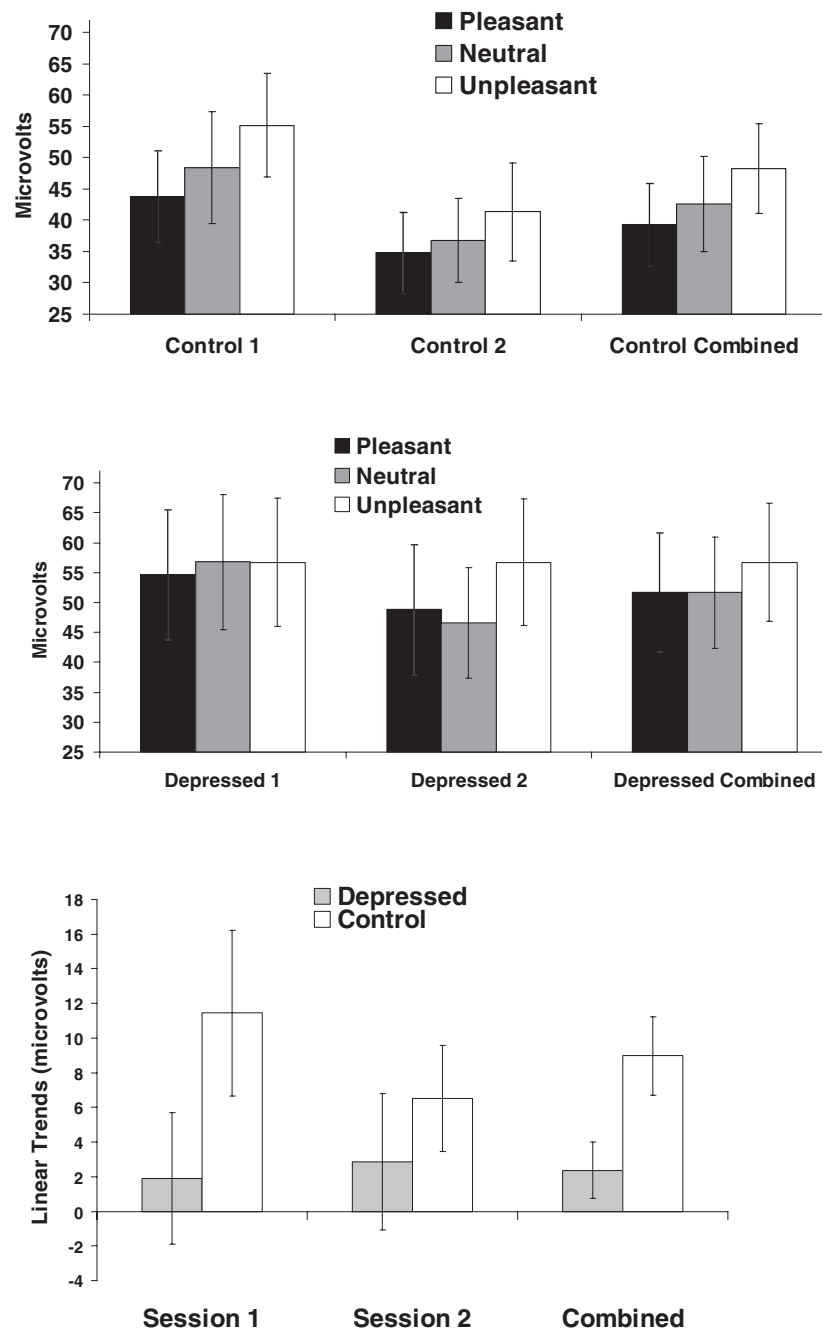 Pleasant
Neutral
Unpleasant
Microvolts
70
65
60
55
50
45
40
35
30
25
Control 1 Control 2 Control Combined
Pleasant
Neutral
Unpleasant
Microvolts
70
65
60
55
50
45
40
35
30
25
Depressed 1 Depressed 2 Depressed Combined
Depressed
Control
Linear Trends (microvolts)
18
16
14
12
10
8
6
4
2
0
-2
-4
Session 1 Session 2 Combined